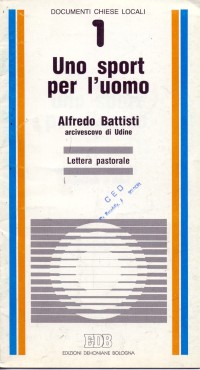 DOCUMENTI CHIESE LOCALI
1
Uno sport
per l'uomo
Alfredo Battisti
arcivescovo di Udine
Lettera pastorale
CED
EDB
EDIZIONI DEHONIANE BOLOGNA